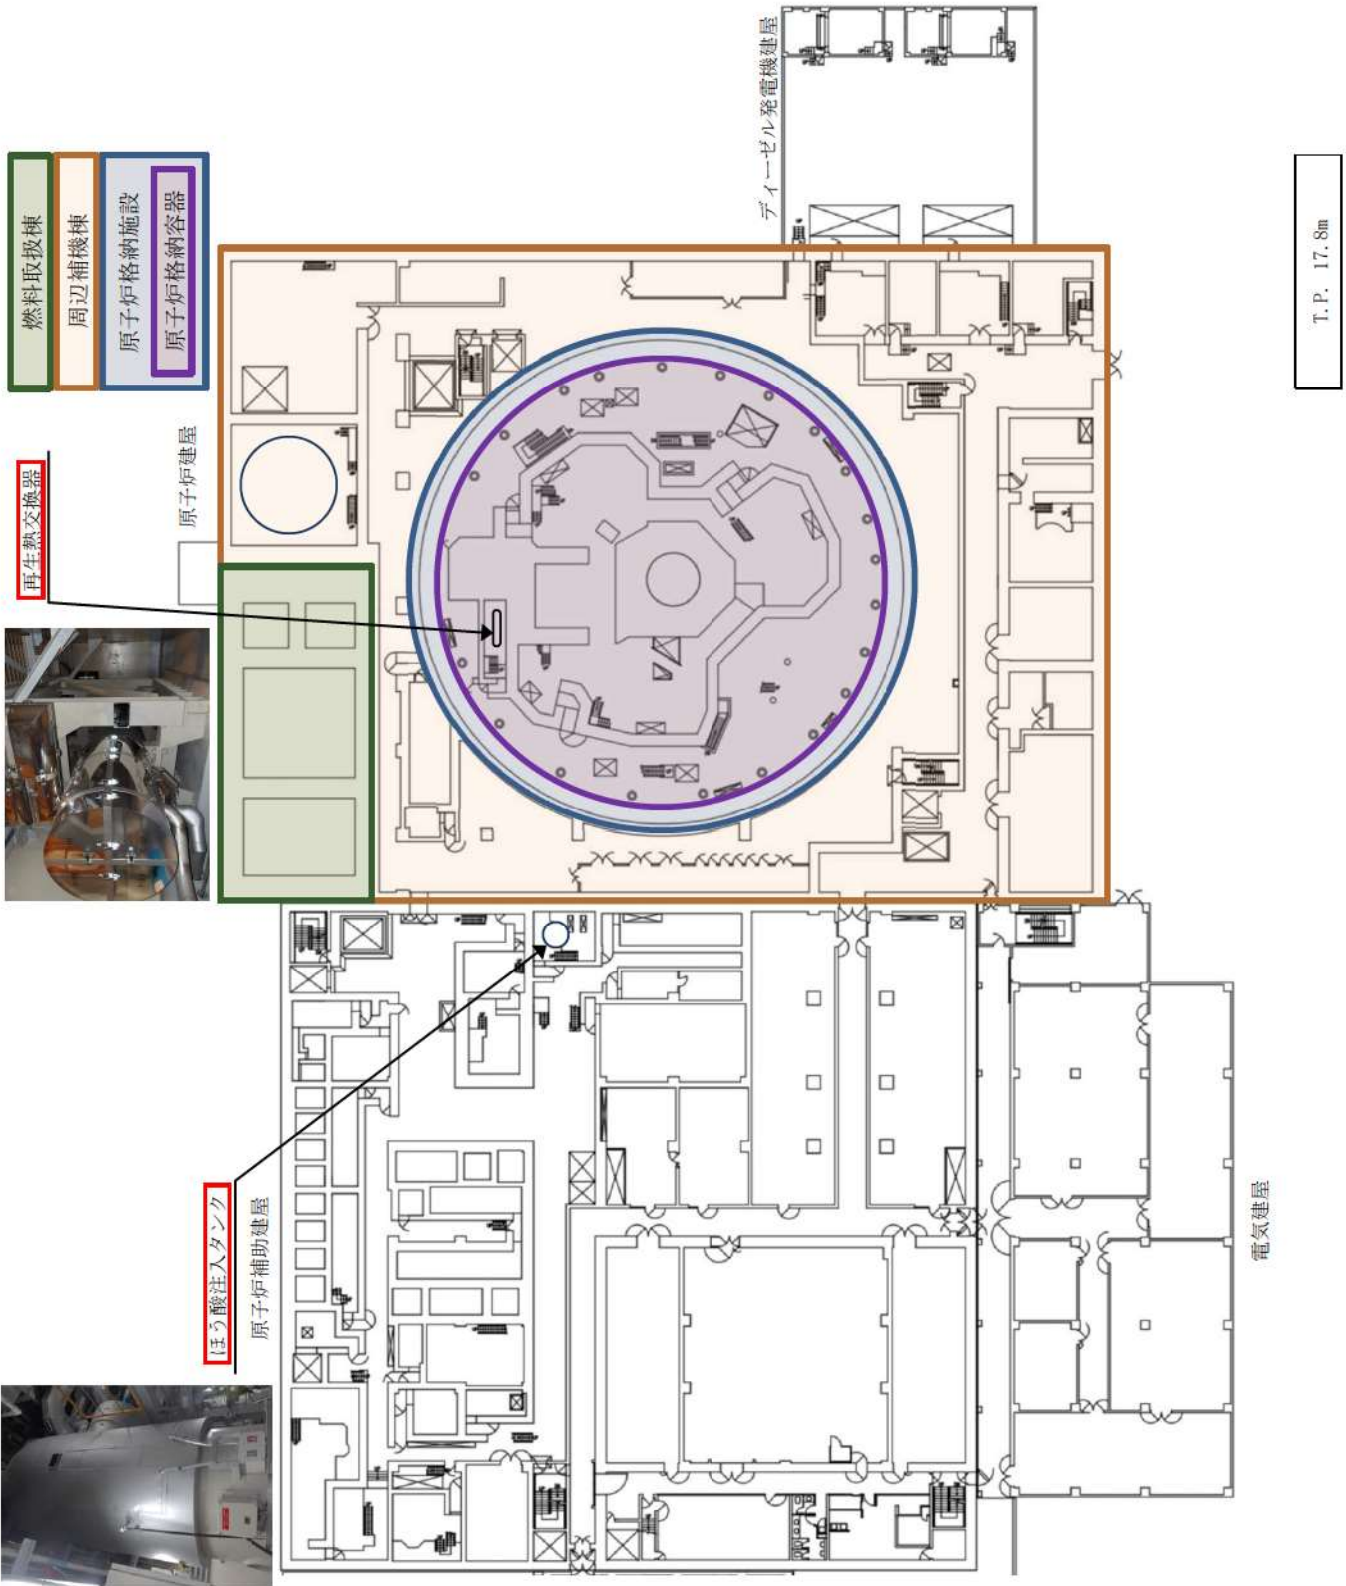 燃料取扱棟
周辺補機棟
原子炉格納施設
原子炉格納容器
再生熱交換器
原子炉建屋
ディーゼル発電機建屋
ほう酸注入タンク
原子炉補助建屋
電気建屋
T.P. 17.8m